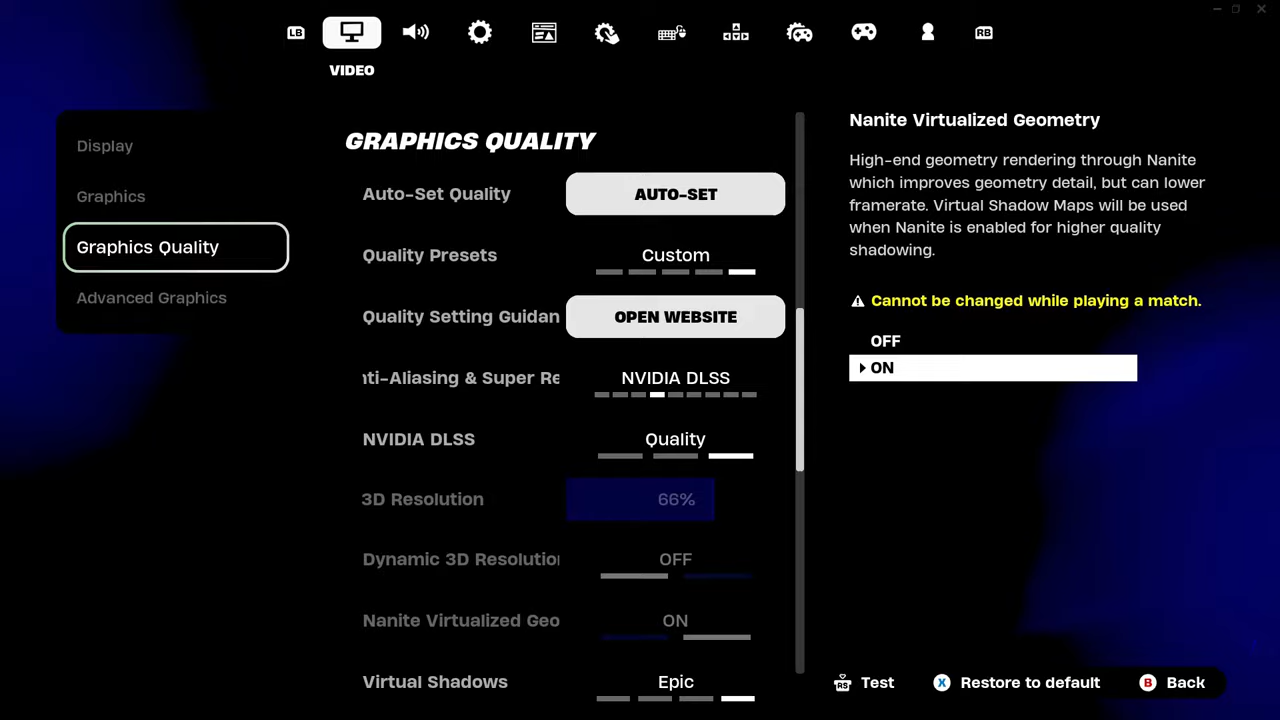 LB
RB
VIDEO
Display
Graphics
Graphics Quality
Advanced Graphics
GRAPHICS QUALITY
Auto-Set Quality
AUTO-SET
Quality Presets
Custom
Quality Setting Guidan
OPEN WEBSITE
nti-Aliasing & Super Re
NVIDIA DLSS
NVIDIA DLSS
Quality
3D Resolution
66%
Dynamic 3D Resolution
OFF
Nanite Virtualized Geo
ON
Virtual Shadows
Epic
Nanite Virtualized Geometry
High-end geometry rendering through Nanite
which improves geometry detail, but can lower
framerate. Virtual Shadow Maps will be used
when Nanite is enabled for higher quality
shadowing.
Cannot be changed while playing a match.
OFF
ON
RS Test
X Restore to default
B Back